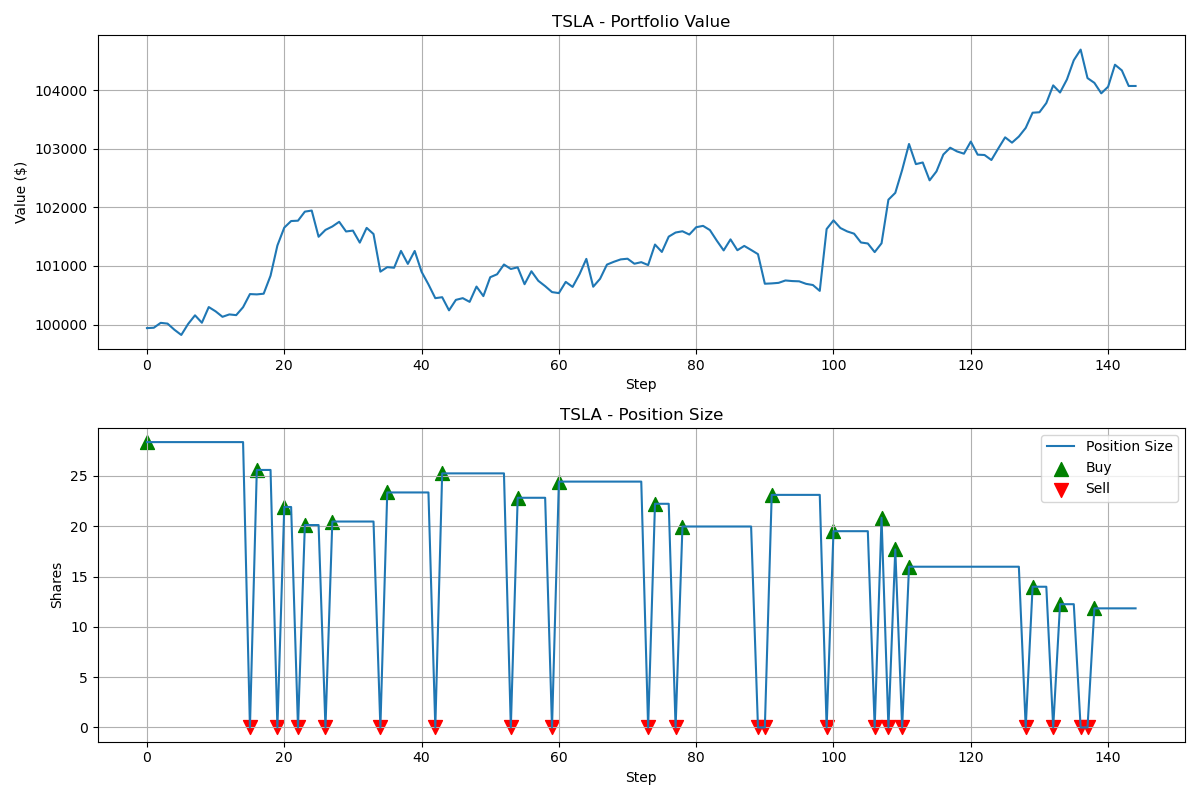 TSLA - Portfolio Value
104000
103000
102000
101000
100000
Value ($)
0 20 40 60 80 100 120 140
Step
TSLA - Position Size
25
20
15
10
5
0
Shares
Position Size
Buy
Sell
0 20 40 60 80 100 120 140
Step